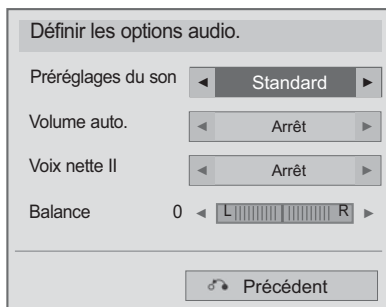 Définir les options audio.
Préréglages du son ◄ Standard ►
Volume auto. ◄ Arrêt ►
Voix nette II ◄ Arrêt ►
Balance 0 ◄ L R ►
Précédent